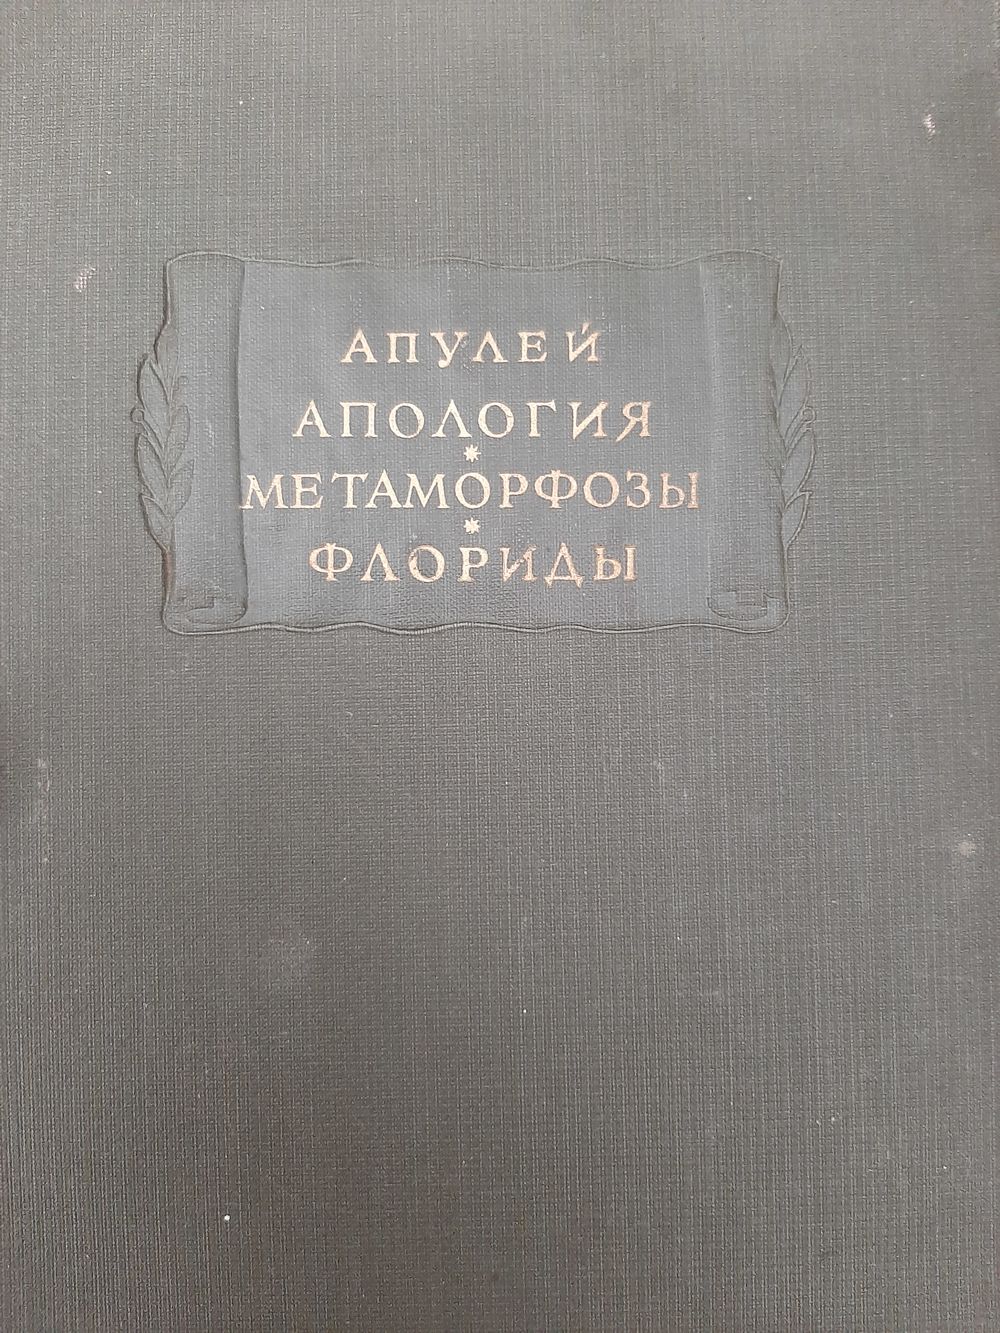 АПУЛЕЙ
АПОЛОГИЯ
*
МЕТАМОРФОЗЫ
*
ФЛОРИДЫ